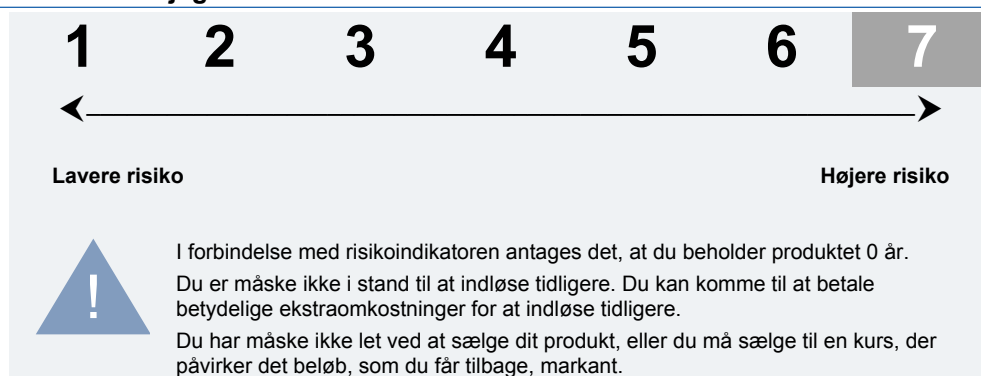 1 2 3 4 5 6 7
Lavere risiko Højere risiko
!
I forbindelse med risikoindikatoren antages det, at du beholder produktet 0 år.
Du er måske ikke i stand til at indløse tidligere. Du kan komme til at betale
betydelige ekstraomkostninger for at indløse tidligere.
Du har måske ikke let ved at sælge dit produkt, eller du må sælge til en kurs, der
påvirker det beløb, som du får tilbage, markant.